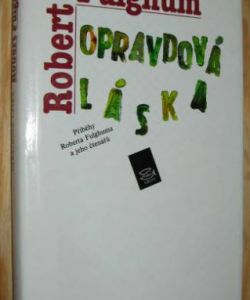 Robert
Fulghum
OPRAVDOVÁ
LÁSKA
Příběhy
Roberta Fulghuma
a jeho čtenářů